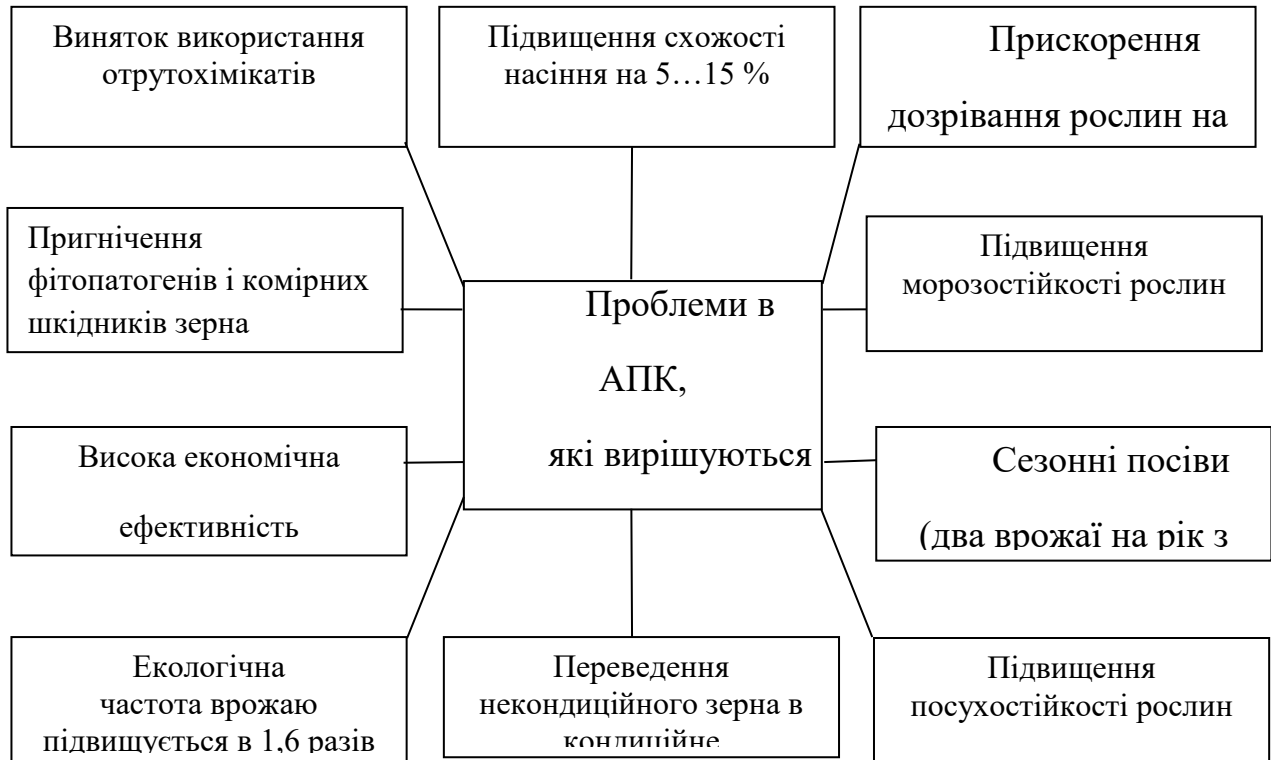 Виняток використання
отрутохімікатів
Підвищення схожості
насіння на 5…15 %
Прискорення
дозрівання рослин на
Пригнічення
фітопатогенів і комірних
шкідників зерна
Підвищення
морозостійкості рослин
Проблеми в
АПК,
які вирішуються
Висока економічна
ефективність
Сезонні посіви
(два врожаї на рік з
Екологічна
частота врожаю
підвищується в 1,6 разів
Переведення
некондиційного зерна в
кондиційне
Підвищення
посухостійкості рослин